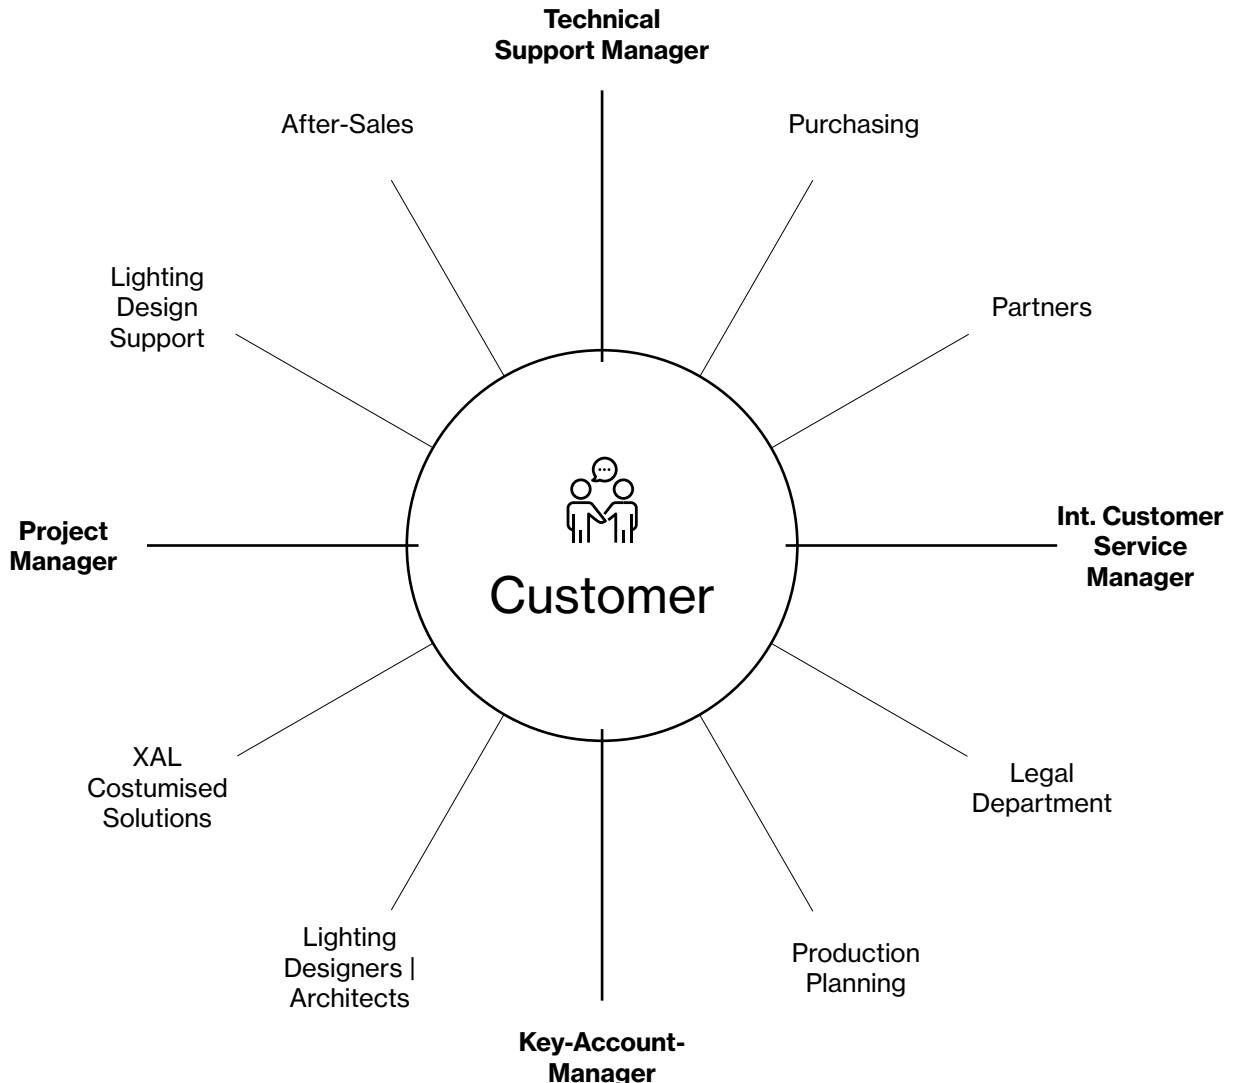 Technical
Support Manager
After-Sales
Purchasing
Lighting
Design
Support
Partners
Project
Manager
Int. Customer
Service
Manager
Customer
XAL
Costumised
Solutions
Legal
Department
Lighting
Designers |
Architects
Production
Planning
Key-Account-
Manager